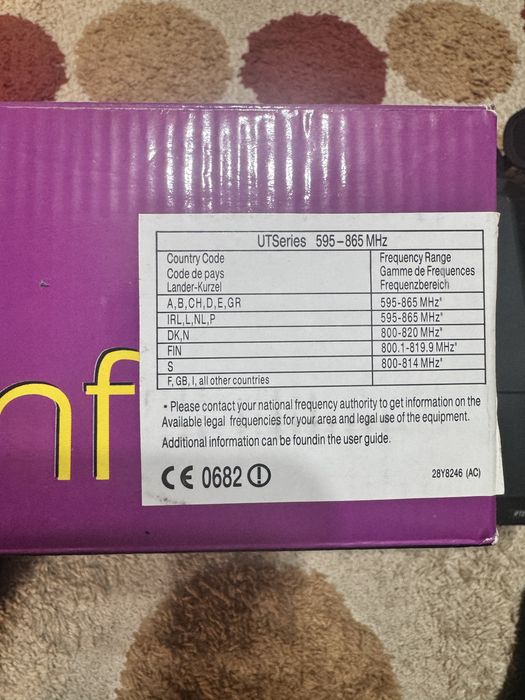 UTSeries 595-865 MHz
Country Code Frequency Range
Code de pays Gamme de Frequences
Lander-Kurzel Frequenzbereich
A,B,CH,D,E,GR 595-865 MHz*
IRL,L,NL,P 595-865 MHz*
DK,N 800-820 MHz*
FIN 800.1-819.9 MHz*
S 800-814 MHz*
F, GB, I, all other countries
* Please contact your national frequency authority to get information on the
Available legal frequencies for your area and legal use of the equipment.
Additional information can be foundin the user guide.
CE 0682
28Y8246 (AC)
nf